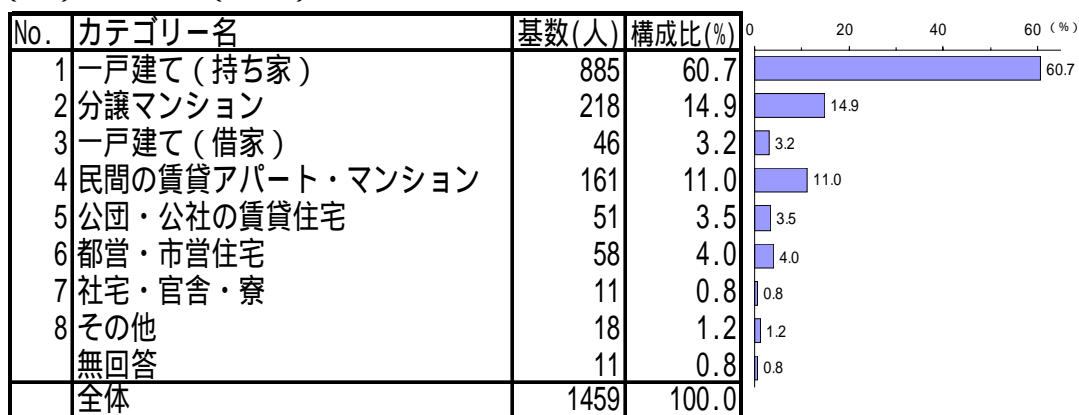 No. カテゴリー名 基数(人) 構成比(%) 0 20 40 60 (%)
1 一戸建て(持ち家) 885 60.7 60.7
2 分譲マンション 218 14.9 14.9
3 一戸建て(借家) 46 3.2 3.2
4 民間の賃貸アパート・マンション 161 11.0 11.0
5 公団・公社の賃貸住宅 51 3.5 3.5
6 都営・市営住宅 58 4.0 4.0
7 社宅・官舎・寮 11 0.8 0.8
8 その他 18 1.2 1.2
無回答 11 0.8 0.8
全体 1459 100.0